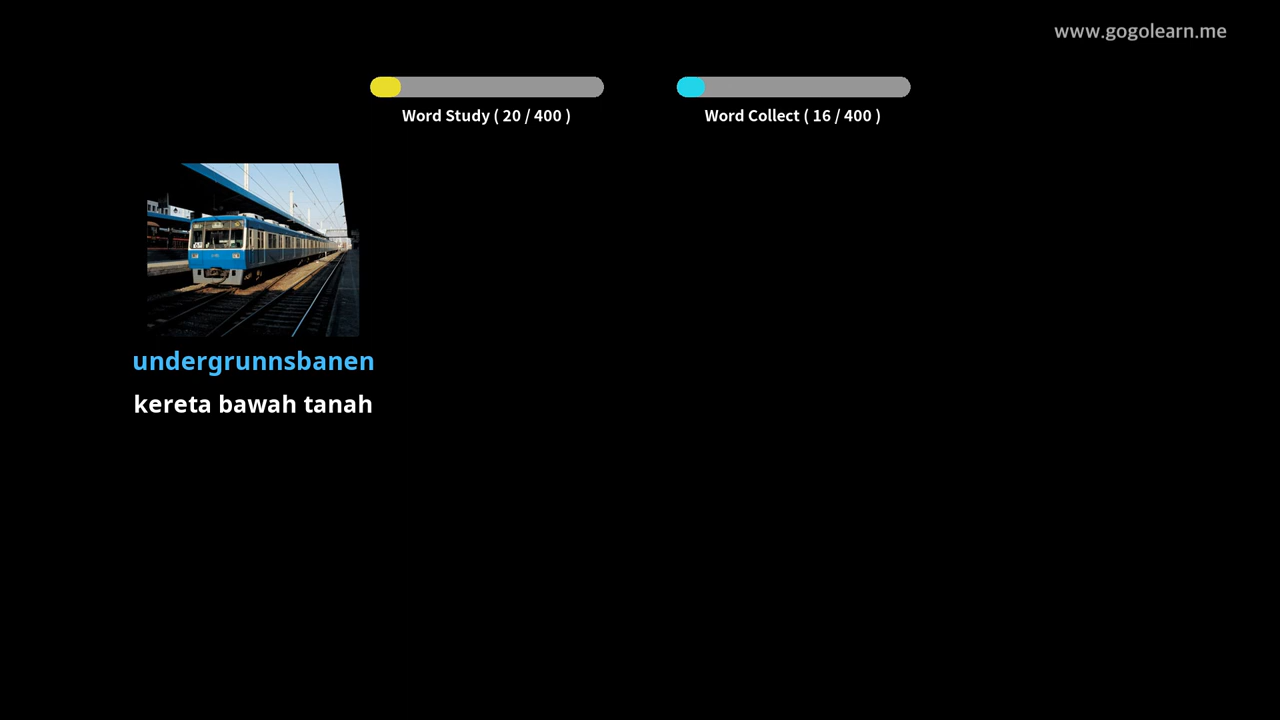 www.gogolearn.me
Word Study ( 20 / 400 )
Word Collect ( 16 / 400 )
undergrunnsbanen
kereta bawah tanah